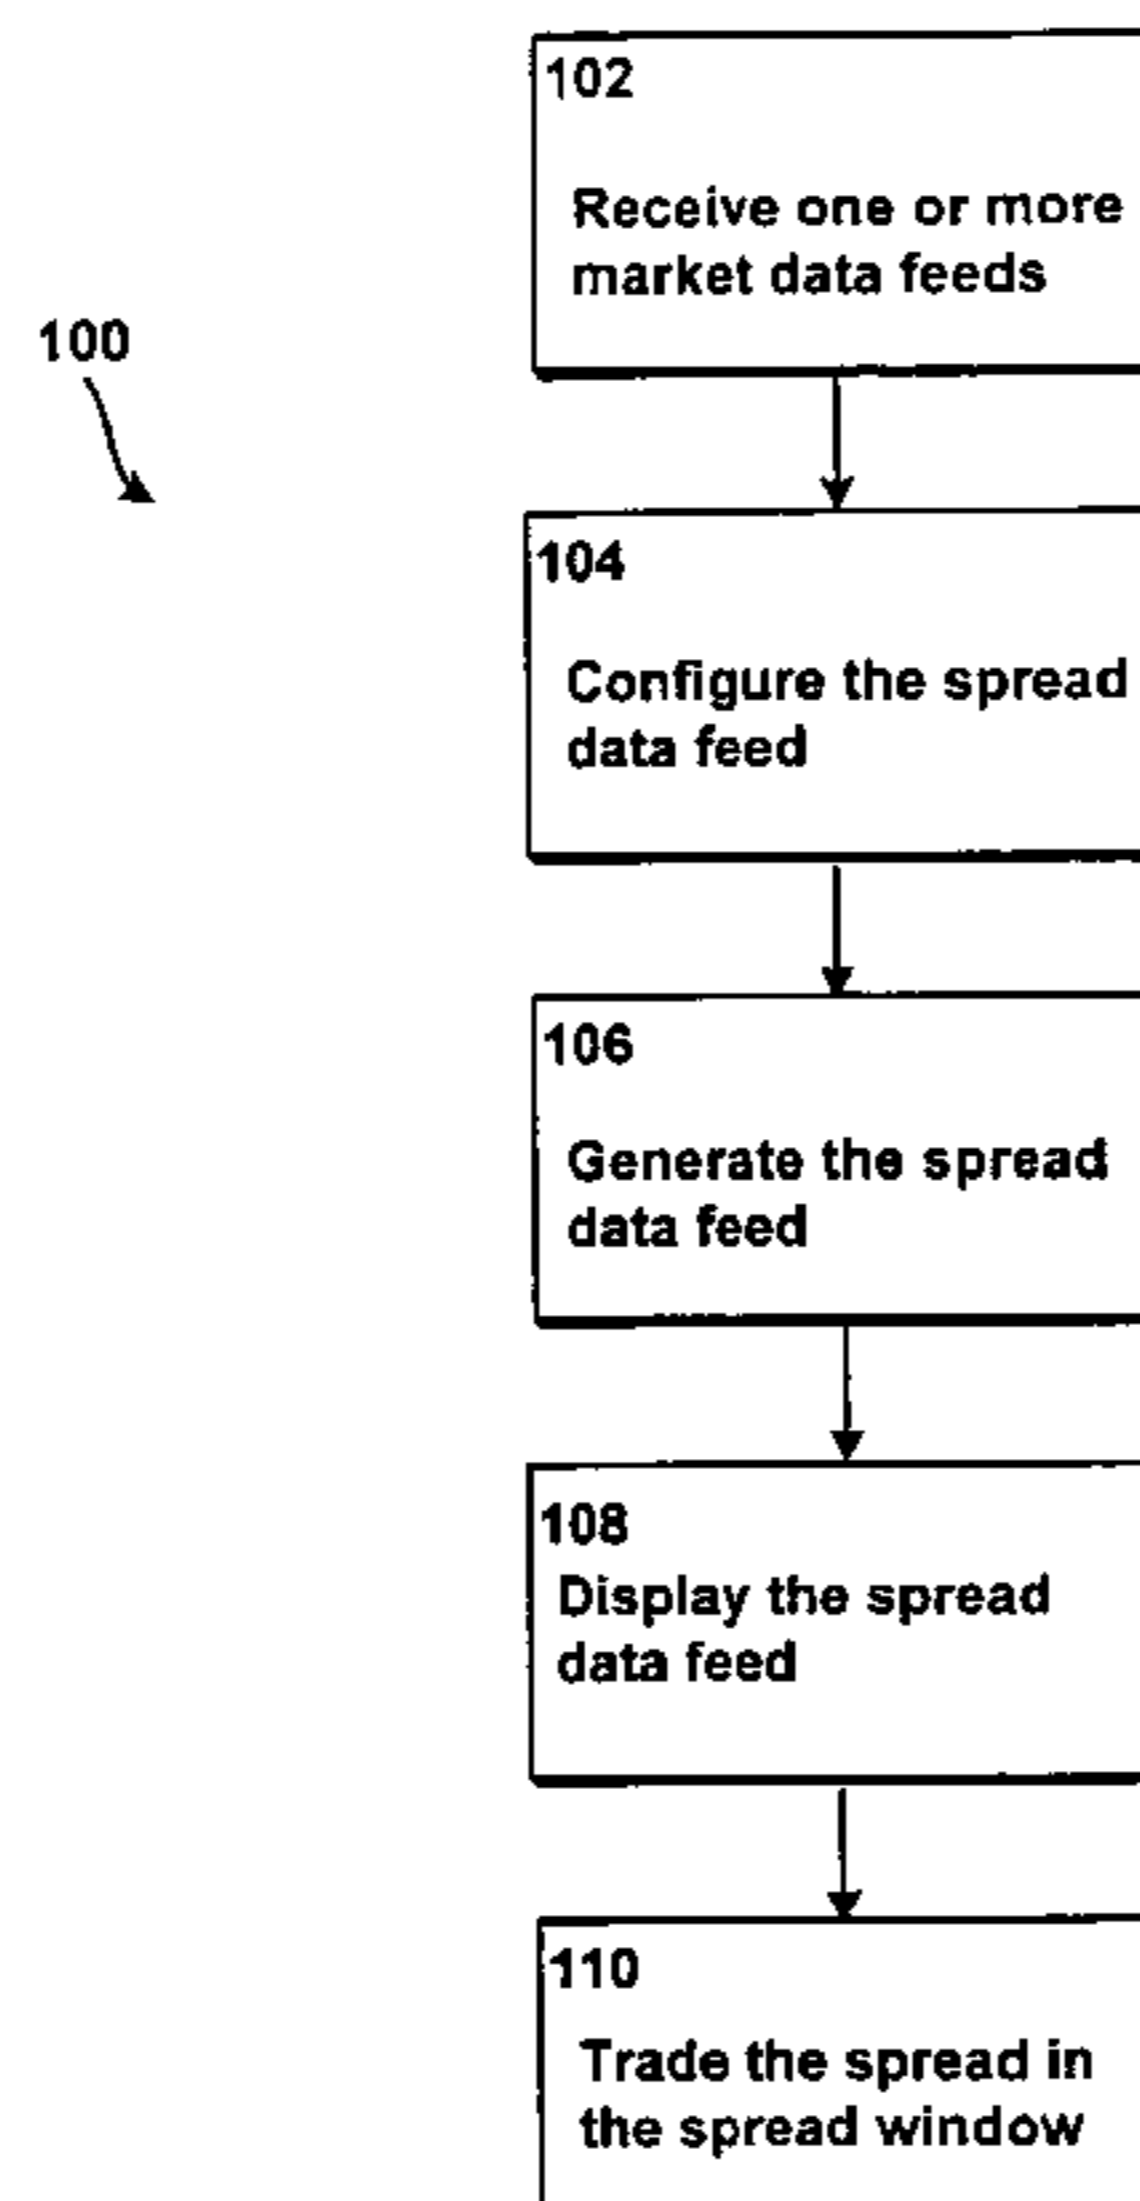 102
Receive one or more
market data feeds
100
104
Configure the spread
data feed
106
Generate the spread
data feed
108
Display the spread
data feed
110
Trade the spread in
the spread window